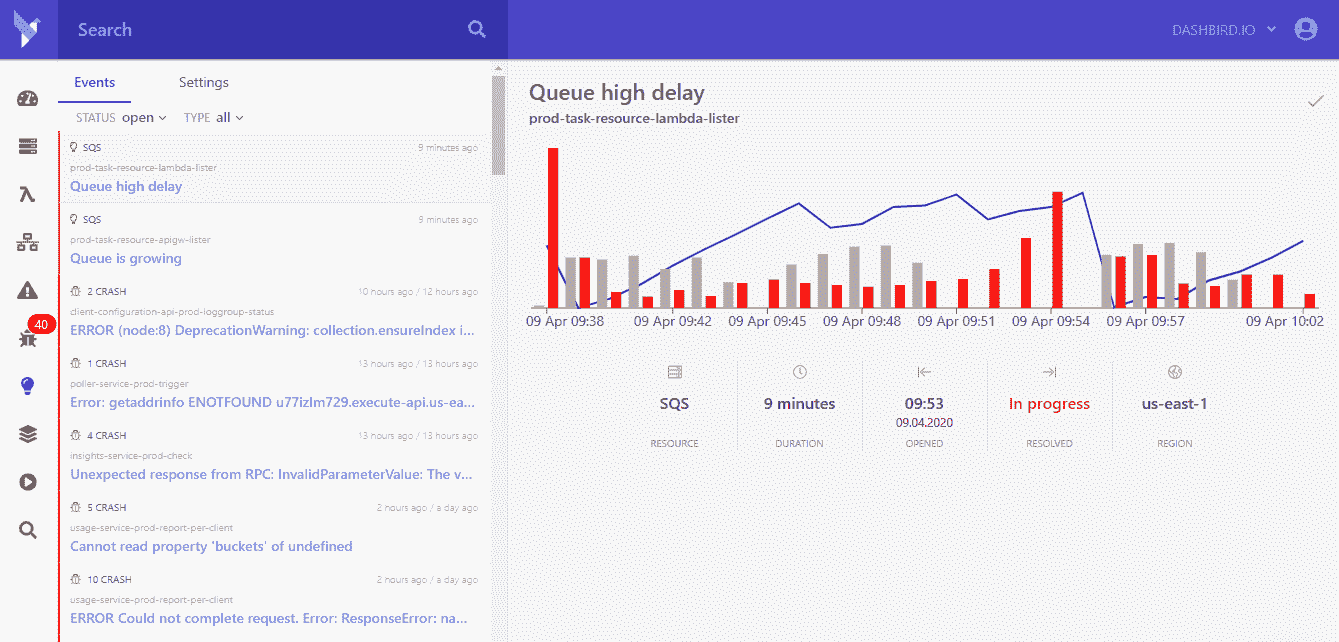 Search
DASHBIRD.IO
Events Settings
STATUS open TYPE all
SQS 9 minutes ago
prod-task-resource-lambda-lister
Queue high delay
SQS 9 minutes ago
prod-task-resource-apigw-lister
Queue is growing
2 CRASH 10 hours ago / 12 hours ago
client-configuration-api-prod-loggroup-status
ERROR (node:8) DeprecationWarning: collection.ensureIndex i...
1 CRASH 13 hours ago / 13 hours ago
poller-service-prod-trigger
Error: getaddrinfo ENOTFOUND u77izlm729.execute-api.us-ea...
4 CRASH 13 hours ago / 13 hours ago
insights-service-prod-check
Unexpected response from RPC: InvalidParameterValue: The v...
5 CRASH 2 hours ago / a day ago
usage-service-prod-report-per-client
Cannot read property 'buckets' of undefined
10 CRASH 2 hours ago / a day ago
usage-service-prod-report-per-client
ERROR Could not complete request. Error: ResponseError: na...
40
Queue high delay
prod-task-resource-lambda-lister
09 Apr 09:38 09 Apr 09:42 09 Apr 09:45 09 Apr 09:48 09 Apr 09:51 09 Apr 09:54 09 Apr 09:57 09 Apr 10:02
SQS 9 minutes 09:53 In progress us-east-1
09.04.2020
RESOURCE DURATION OPENED RESOLVED REGION